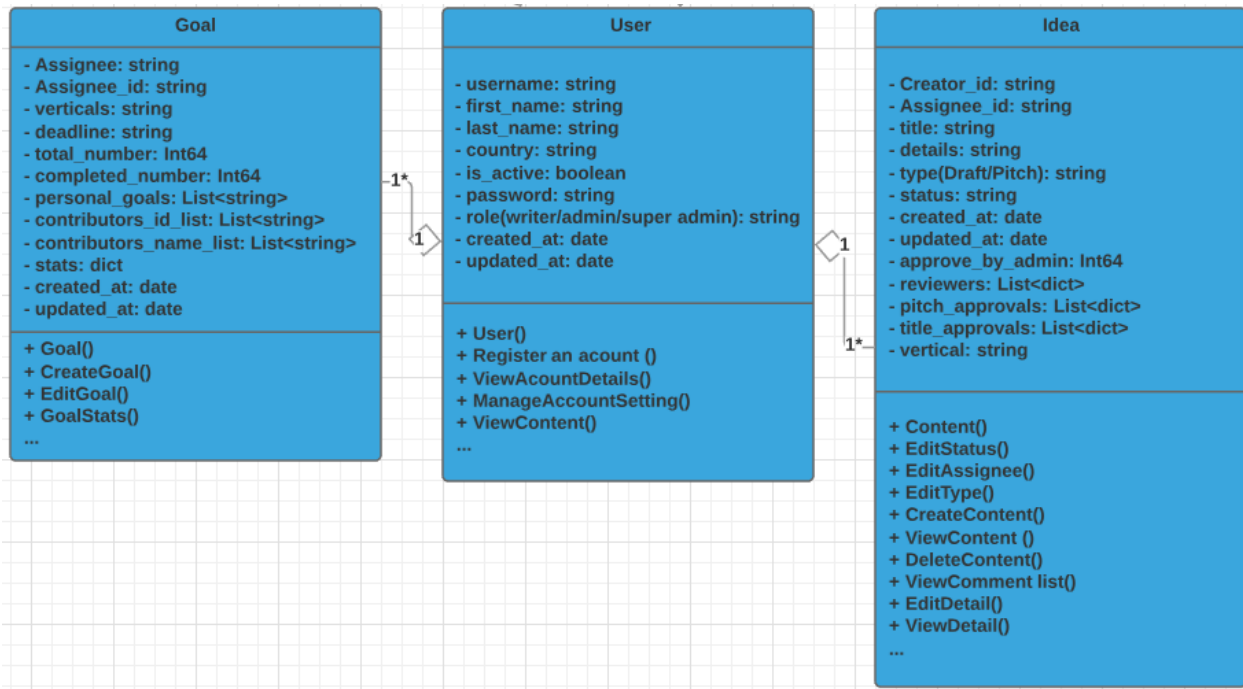 Goal
- Assignee: string
- Assignee_id: string
- verticals: string
- deadline: string
- total_number: Int64
- completed_number: Int64
- personal_goals: List<string>
- contributors_id_list: List<string>
- contributors_name_list: List<string>
- stats: dict
- created_at: date
- updated_at: date
+ Goal()
+ CreateGoal()
+ EditGoal()
+ GoalStats()
...
1*
1
User
- username: string
- first_name: string
- last_name: string
- country: string
- is_active: boolean
- password: string
- role(writer/admin/super admin): string
- created_at: date
- updated_at: date
+ User()
+ Register an acount ()
+ ViewAcountDetails()
+ ManageAccountSetting()
+ ViewContent()
...
1
1*
Idea
- Creator_id: string
- Assignee_id: string
- title: string
- details: string
- type(Draft/Pitch): string
- status: string
- created_at: date
- updated_at: date
- approve_by_admin: Int64
- reviewers: List<dict>
- pitch_approvals: List<dict>
- title_approvals: List<dict>
- vertical: string
+ Content()
+ EditStatus()
+ EditAssignee()
+ EditType()
+ CreateContent()
+ ViewContent ()
+ DeleteContent()
+ ViewComment list()
+ EditDetail()
+ ViewDetail()
...